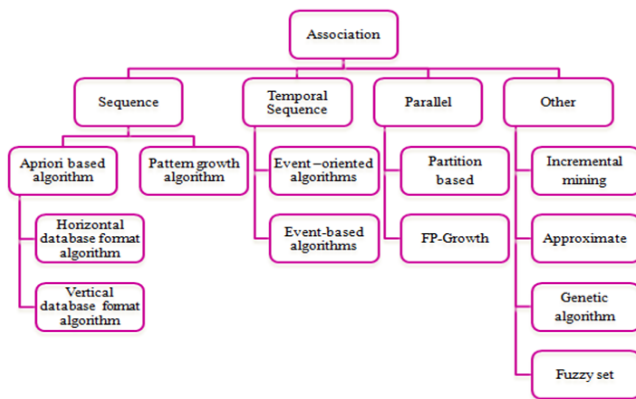 Association
Sequence
Temporal
Sequence
Parallel
Other
Apriori based
algorithm
Pattern growth
algorithm
Event–oriented
algorithms
Partition
based
Incremental
mining
Horizontal
database format
algorithm
Event-based
algorithms
FP-Growth
Approximate
Vertical
database format
algorithm
Genetic
algorithm
Fuzzy set